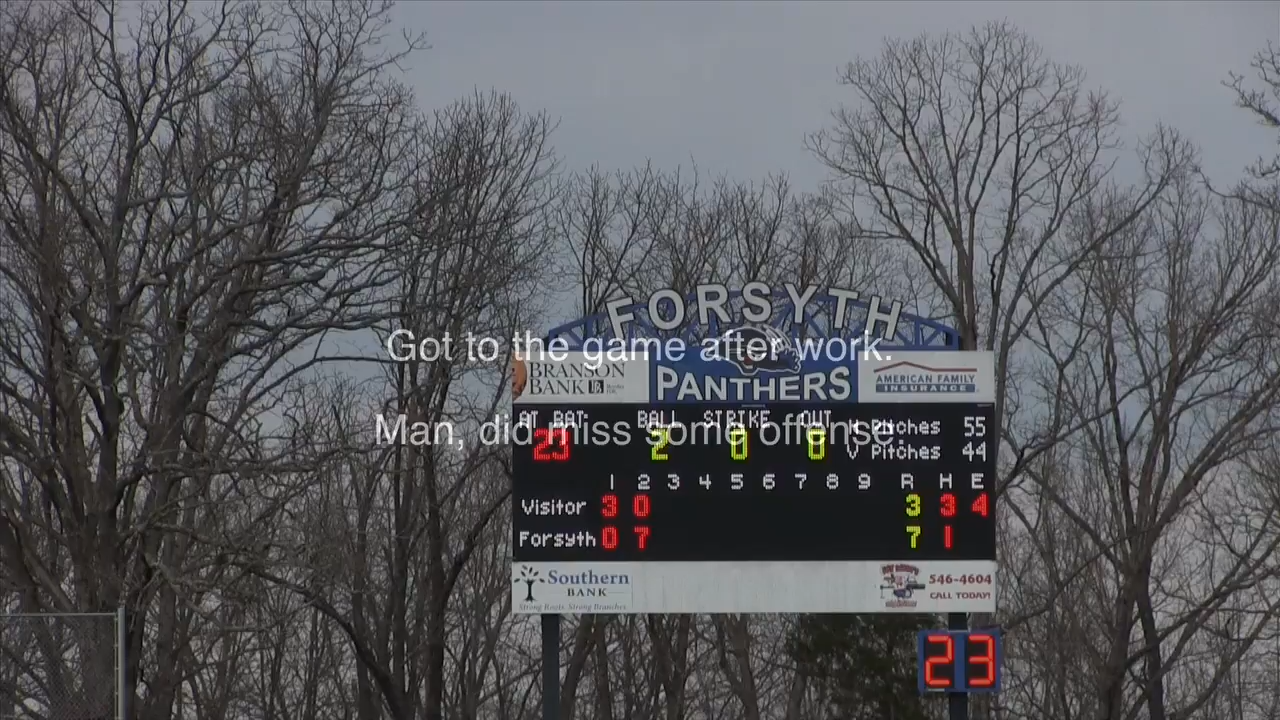 FORSYTH
Got to the game after work.
BRANSON
BANK
PANTHERS
AMERICAN FAMILY
INSURANCE
AT BAT BALL STRIKE OUT
Man, did miss some offense.
23 2 0 0
H Pitches 55
V Pitches 44
1 2 3 4 5 6 7 8 9 R H E
Visitor 3 0 3 3 4
Forsyth 0 7 7 1
Southern
BANK
Strong Roots. Strong Branches.
546-4604
CALL TODAY!
23